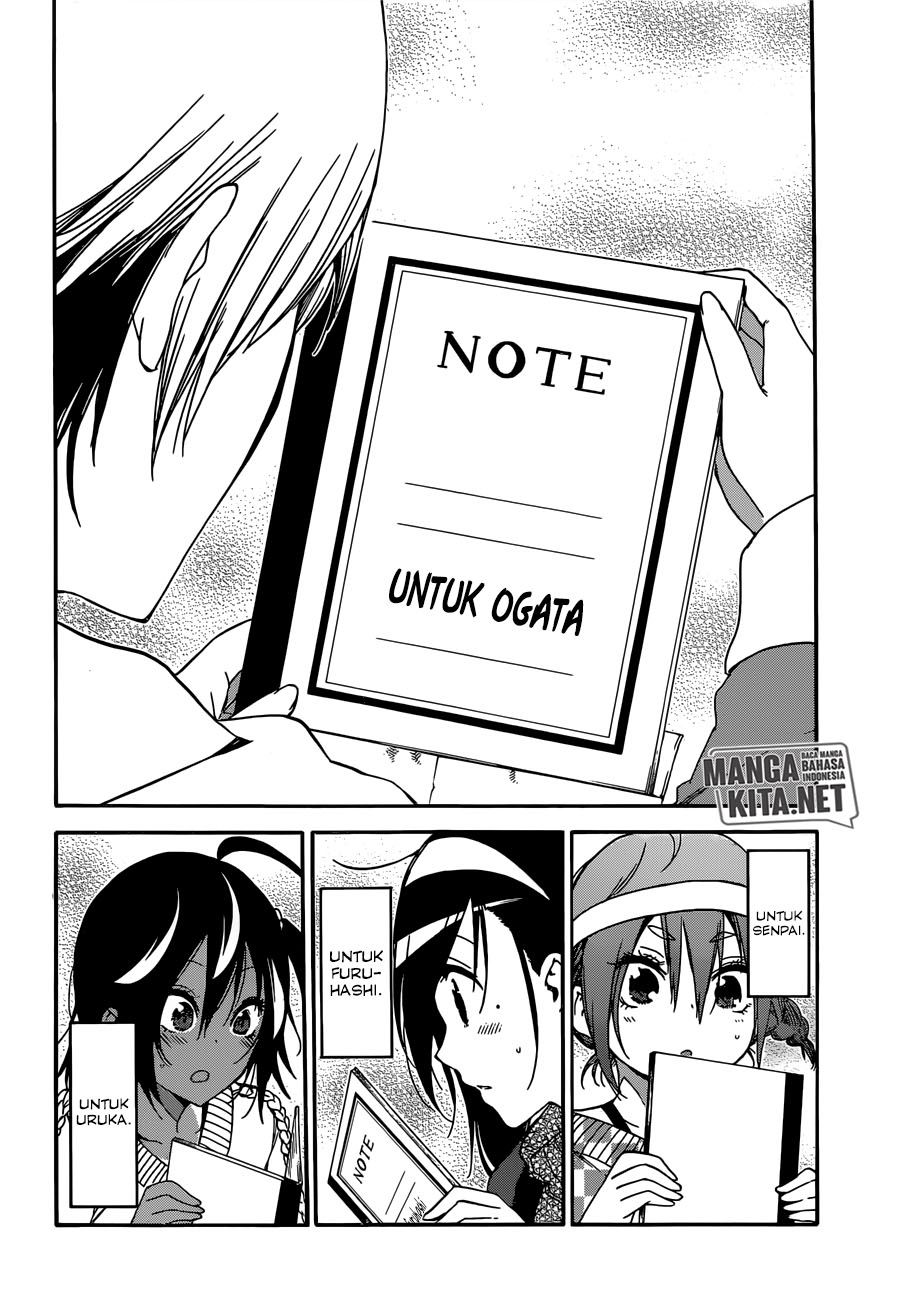 NOTE
UNTUK OGATA
MANGA
KITA.NET
BACA MANGA
BAHASA
INDONESIA
UNTUK
SENPAI.
UNTUK
FURU-
HASHI.
UNTUK
URUKA.
NOTE